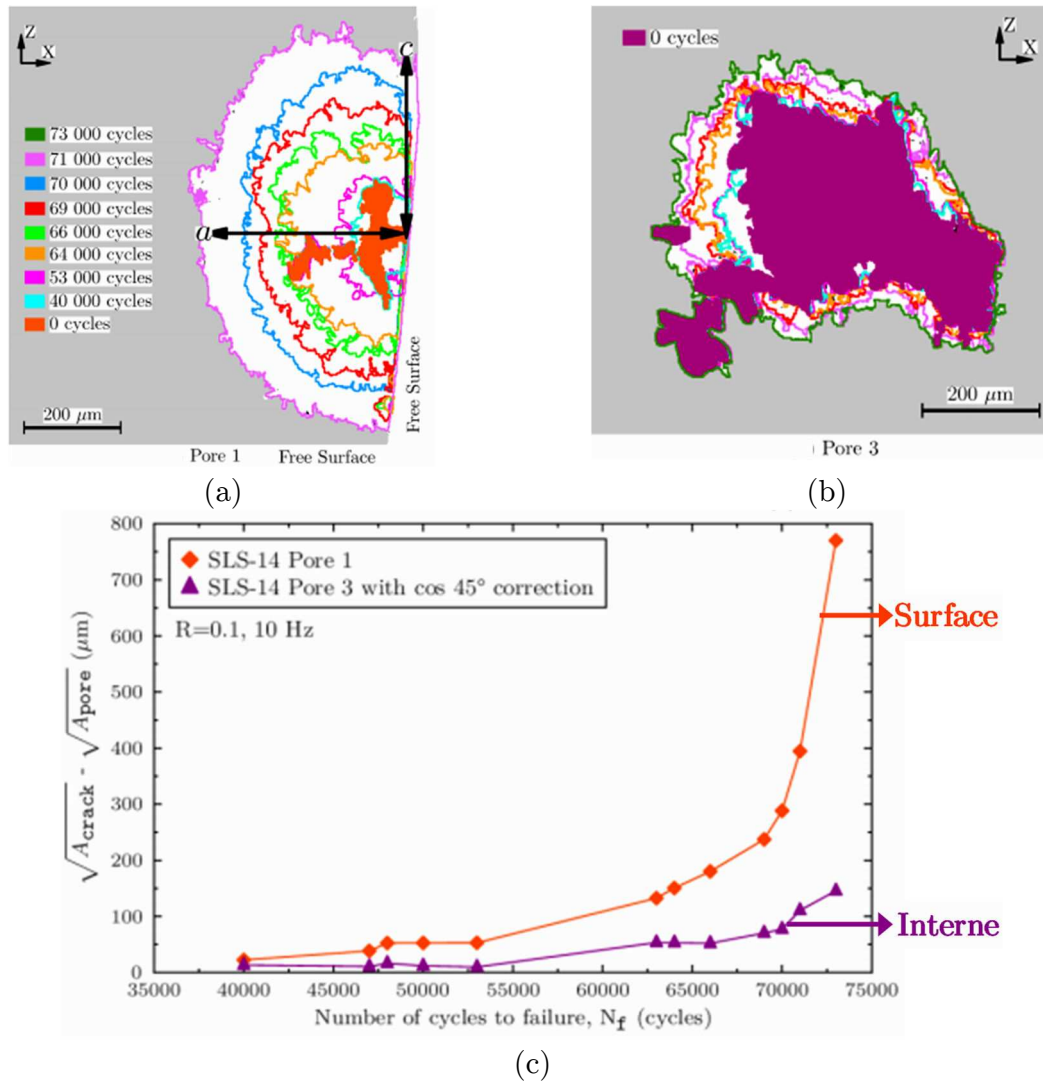 Z
X
c
73 000 cycles
71 000 cycles
70 000 cycles
69 000 cycles
66 000 cycles
64 000 cycles
53 000 cycles
40 000 cycles
0 cycles
a
200 μm
Free Surface
Pore 1 Free Surface
(a)
0 cycles
Z
X
200 μm
) Pore 3
(b)
800
700
600
500
400
300
200
100
0
√Acrack - √Apore (μm)
SLS-14 Pore 1
SLS-14 Pore 3 with cos 45° correction
R=0.1, 10 Hz
Surface
Interne
35000 40000 45000 50000 55000 60000 65000 70000 75000
Number of cycles to failure, Nf (cycles)
(c)